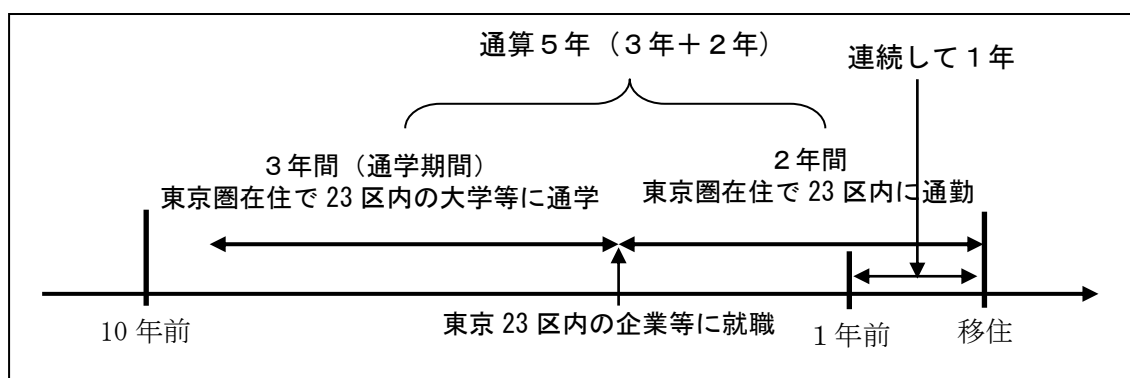 通算５年（３年＋２年）
連続して１年
３年間（通学期間）
東京圏在住で 23 区内の大学等に通学
２年間
東京圏在住で 23 区内に通勤
10 年前
東京 23 区内の企業等に就職
１年前
移住